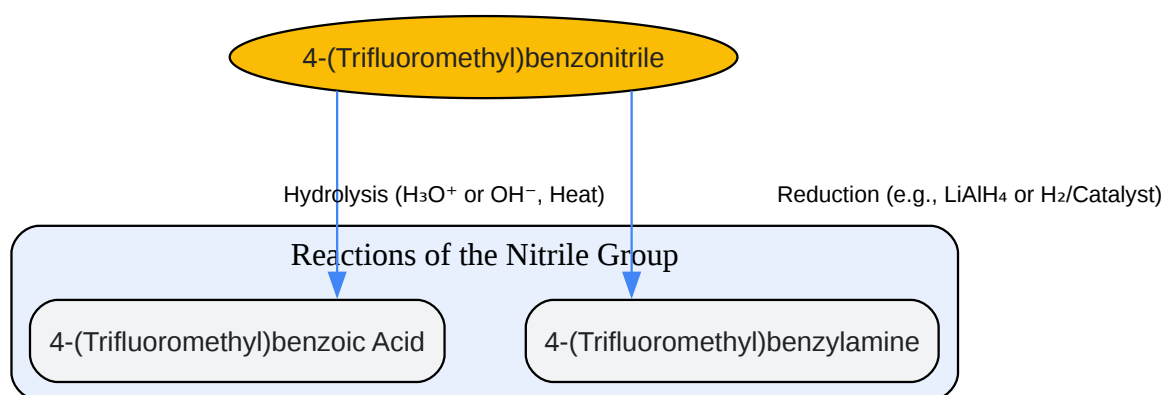 4-(Trifluoromethyl)benzonitrile
Hydrolysis (H₃O⁺ or OH⁻, Heat)
Reduction (e.g., LiAlH₄ or H₂/Catalyst)
Reactions of the Nitrile Group
4-(Trifluoromethyl)benzoic Acid
4-(Trifluoromethyl)benzylamine